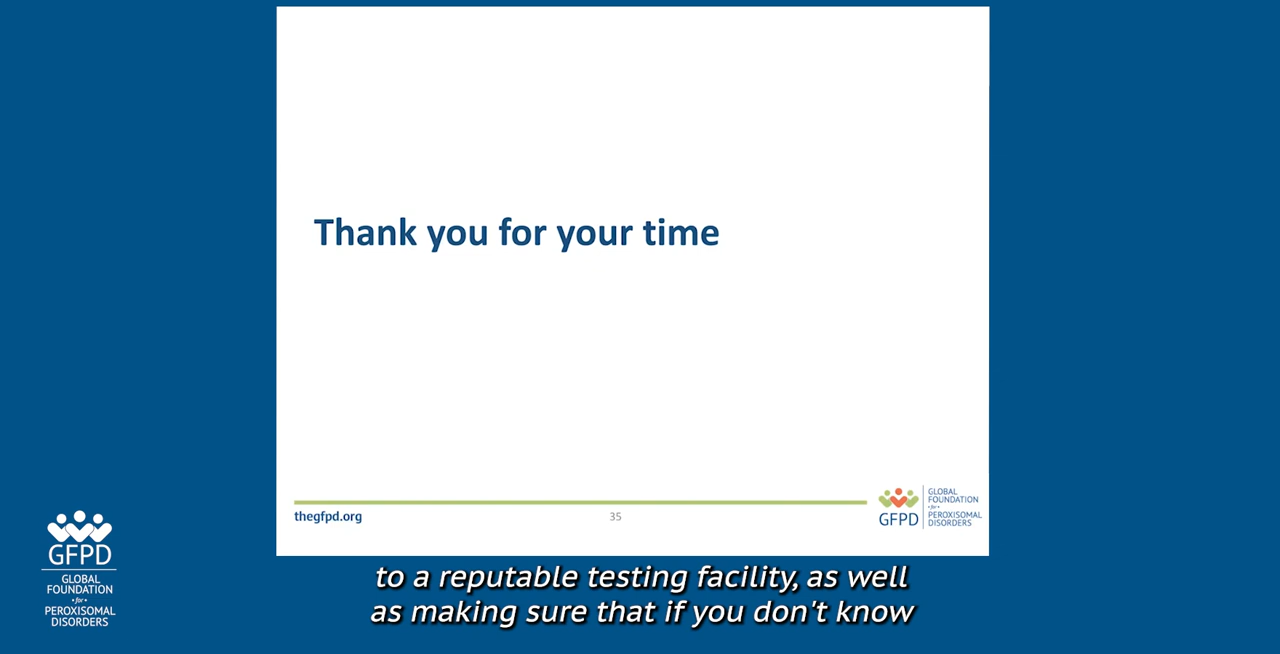 Thank you for your time
thegfpd.org
35
GFPD
GLOBAL
FOUNDATION
for
PEROXISOMAL
DISORDERS
GFPD
GLOBAL
FOUNDATION
for
PEROXISOMAL
DISORDERS
to a reputable testing facility, as well
as making sure that if you don't know